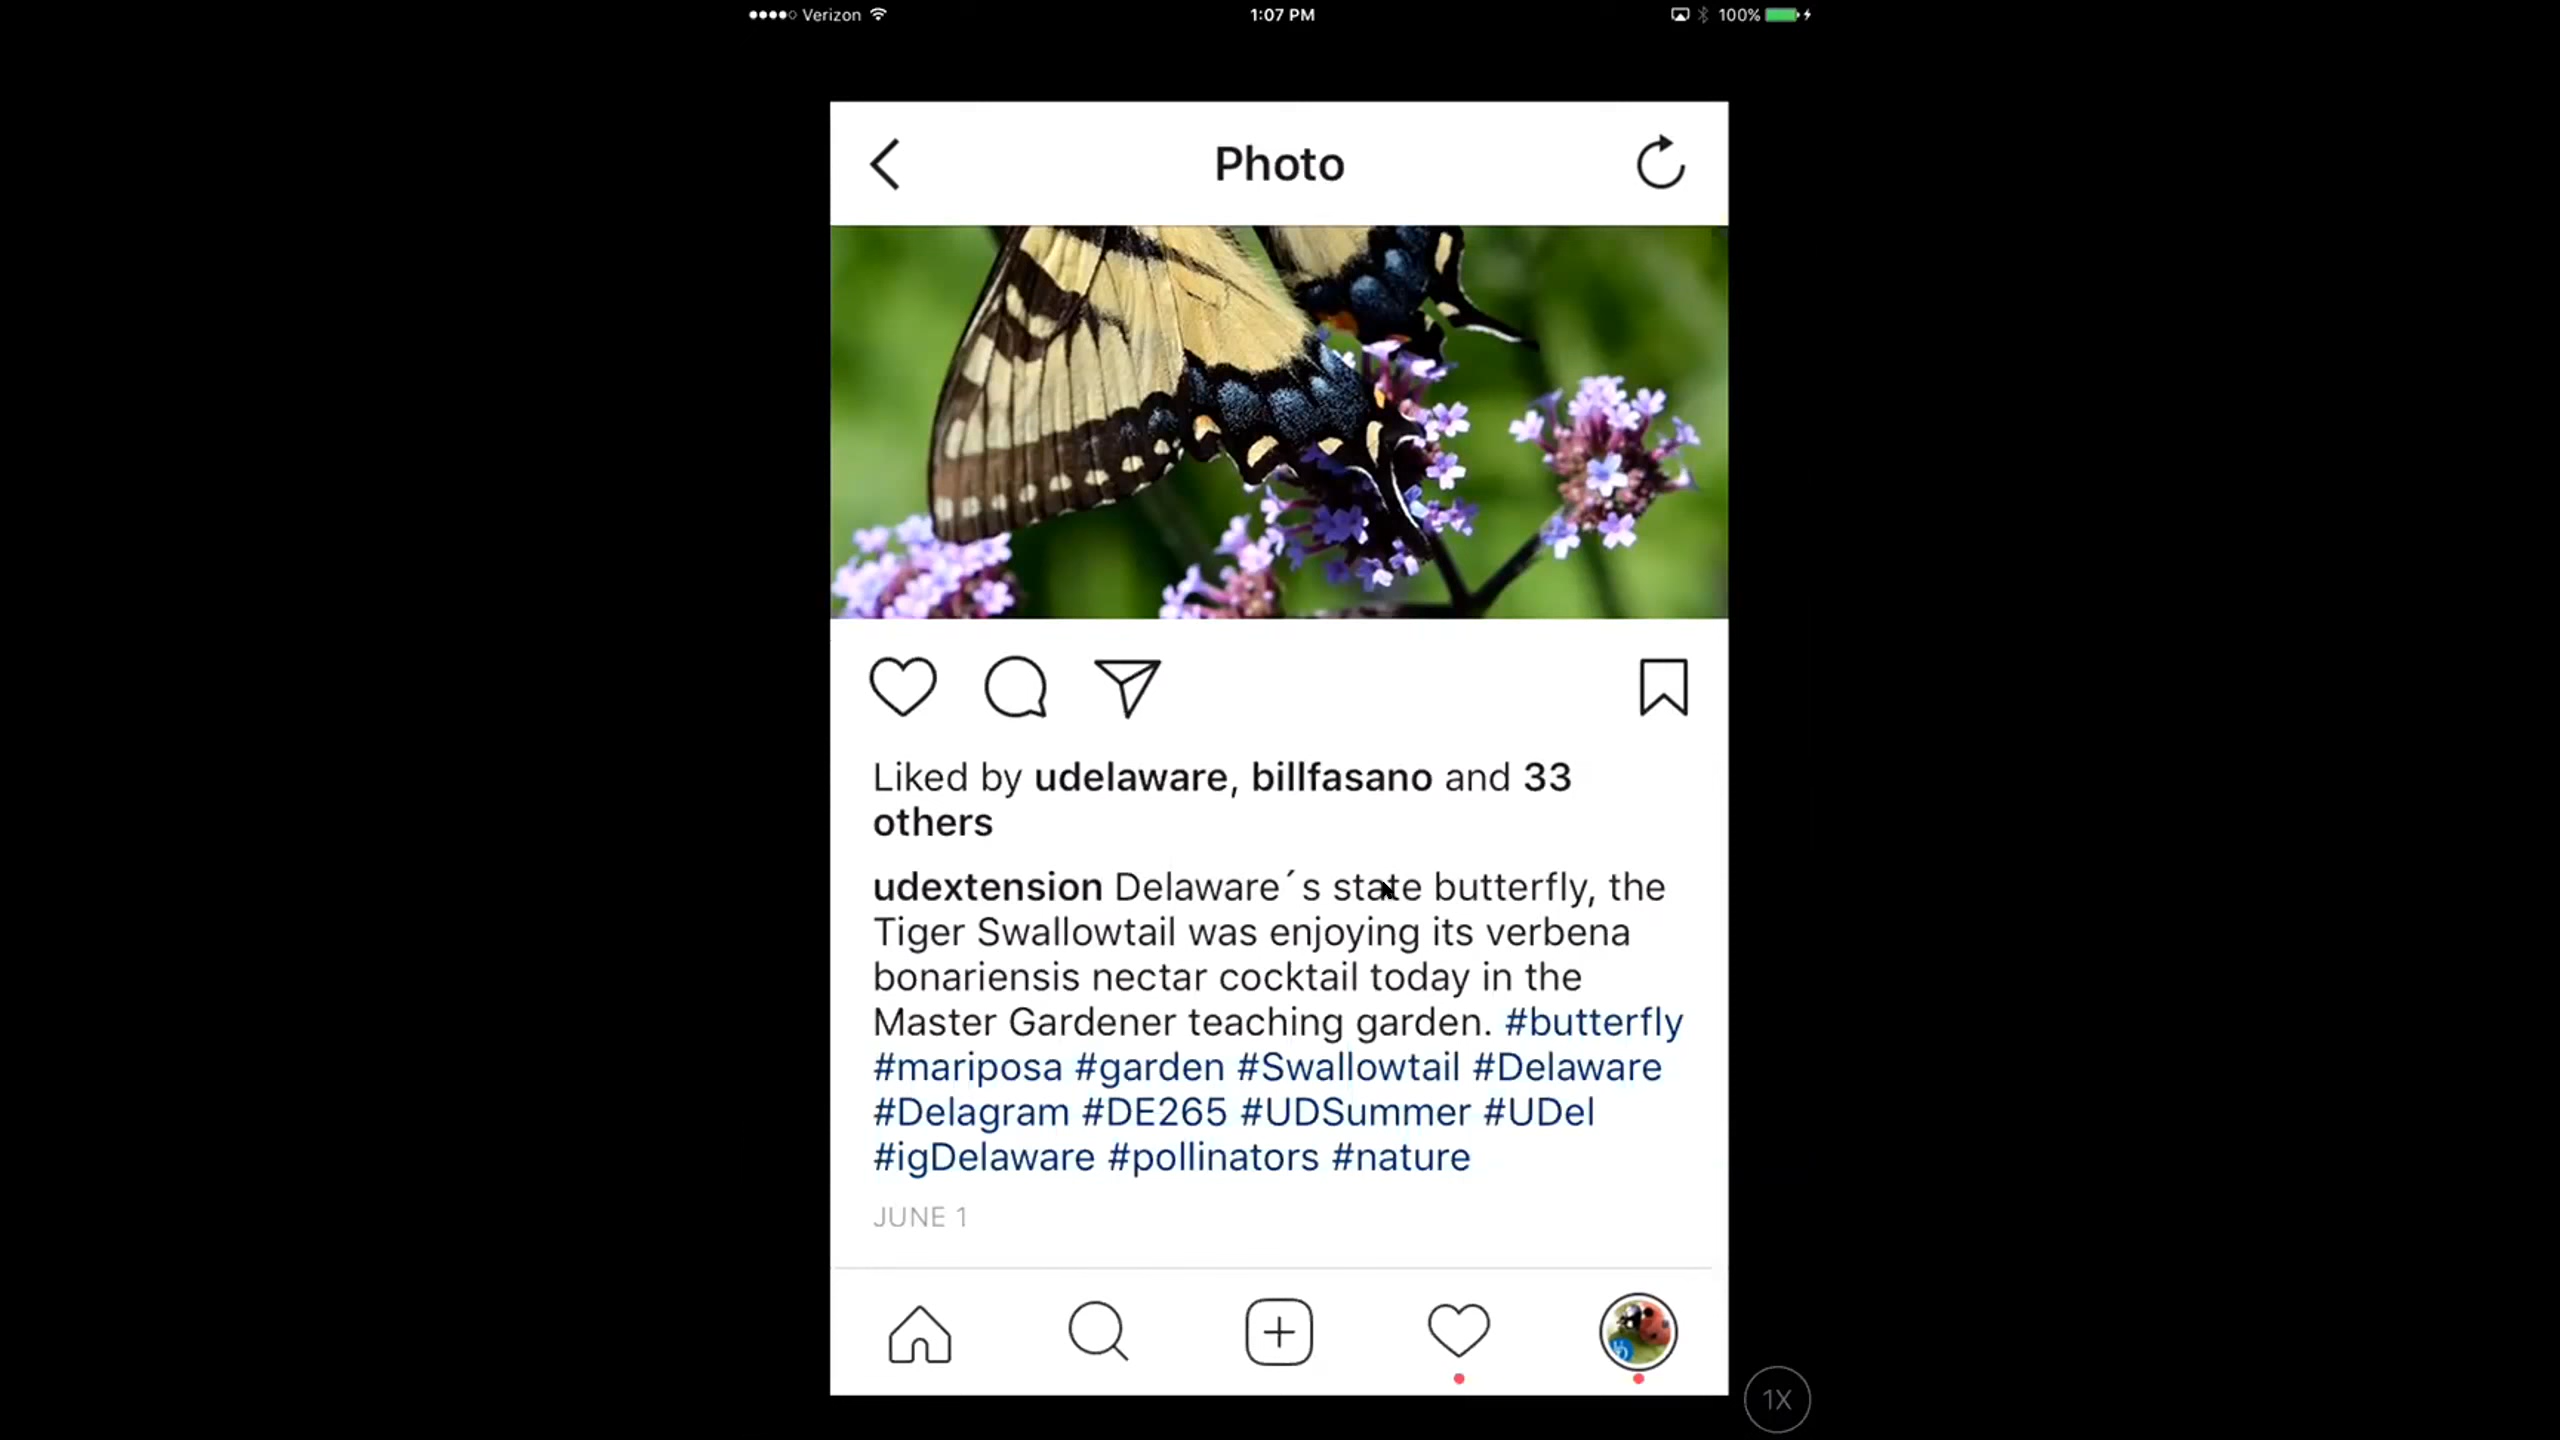 Verizon 1:07 PM 100%
Photo
Liked by udelaware, billfasano and 33
others
udextension Delaware´s state butterfly, the
Tiger Swallowtail was enjoying its verbena
bonariensis nectar cocktail today in the
Master Gardener teaching garden. #butterfly
#mariposa #garden #Swallowtail #Delaware
#Delagram #DE265 #UDSummer #UDel
#igDelaware #pollinators #nature
JUNE 1
UD
1X